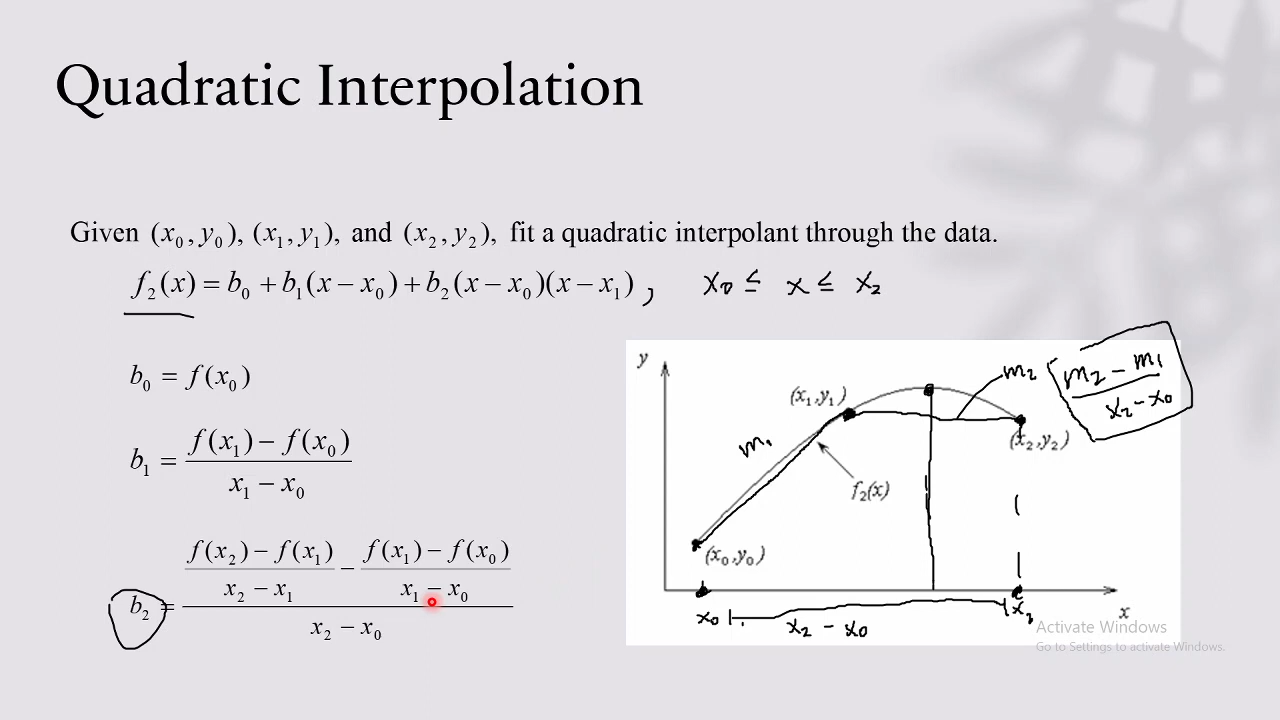 Quadratic Interpolation
Given (x₀, y₀), (x₁, y₁), and (x₂, y₂), fit a quadratic interpolant through the data.
f₂(x) = b₀ + b₁(x − x₀) + b₂(x − x₀)(x − x₁) , x₀ ≤ x ≤ x₂
b₀ = f(x₀)
b₁ = (f(x₁) − f(x₀)) / (x₁ − x₀)
b₂ = ((f(x₂) − f(x₁)) / (x₂ − x₁) − (f(x₁) − f(x₀)) / (x₁ − x₀)) / (x₂ − x₀)
y
m₂
(m₂ − m₁) / (x₂ − x₀)
(x₁, y₁)
m₁
(x₂, y₂)
f₂(x)
(x₀, y₀)
x₀
x₂ − x₀
x₂
x
Activate Windows
Go to Settings to activate Windows.